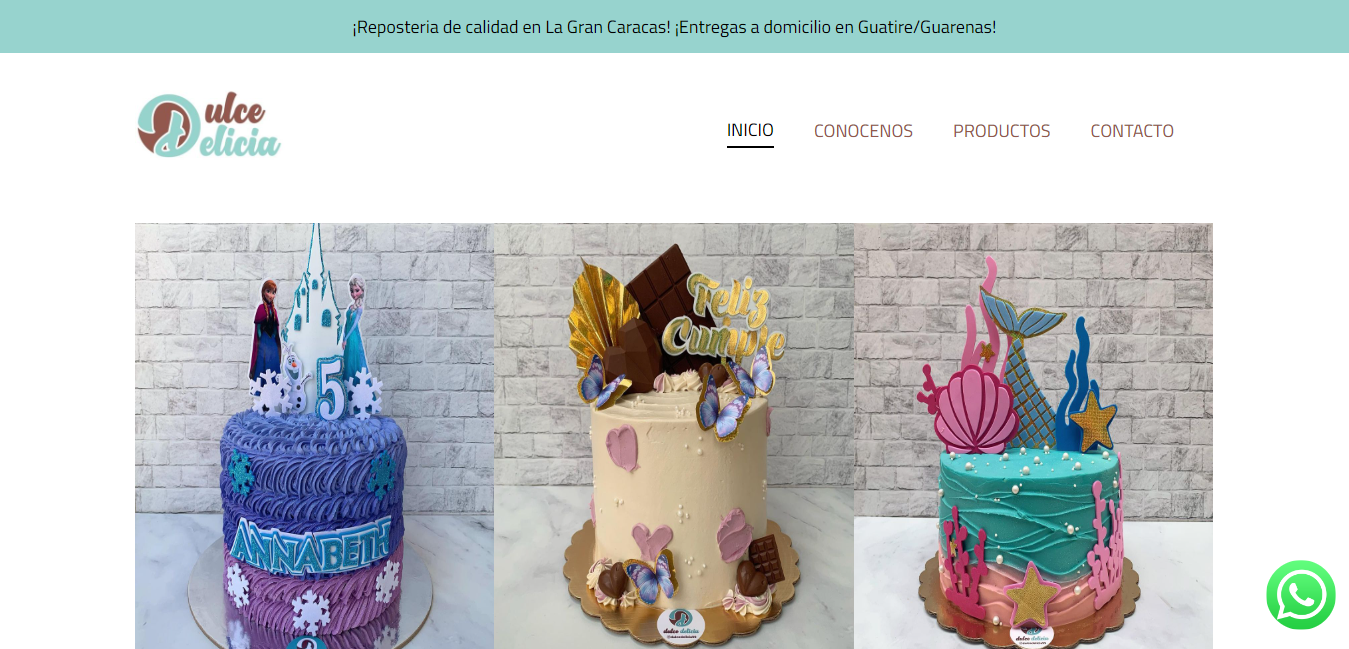 ¡Reposteria de calidad en La Gran Caracas! ¡Entregas a domicilio en Guatire/Guarenas!
Dulce
Delicia
INICIO
CONOCENOS
PRODUCTOS
CONTACTO
Feliz
Cumple
5
ANNABETH
dulce delicia
dulce delicia